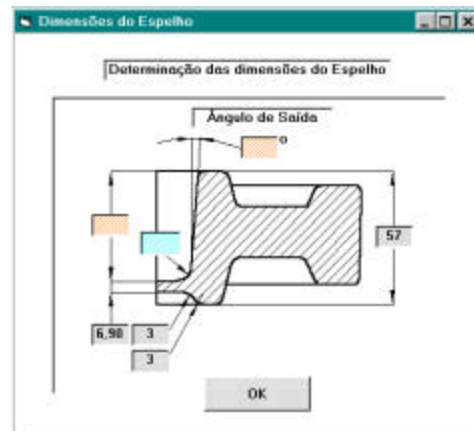 Dimensões do Espelho
Determinação das dimensões do Espelho
Ângulo de Saída
o
57
6,90 3
3
OK